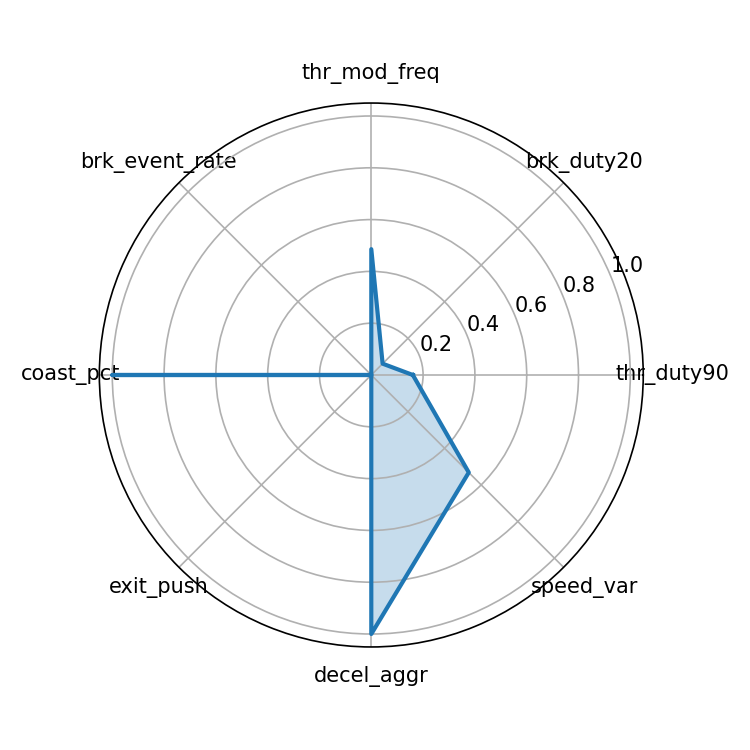 thr_mod_freq
brk_event_rate
brk_duty20
1.0
0.8
0.6
0.4
0.2
coast_pct
thr_duty90
exit_push
speed_var
decel_aggr